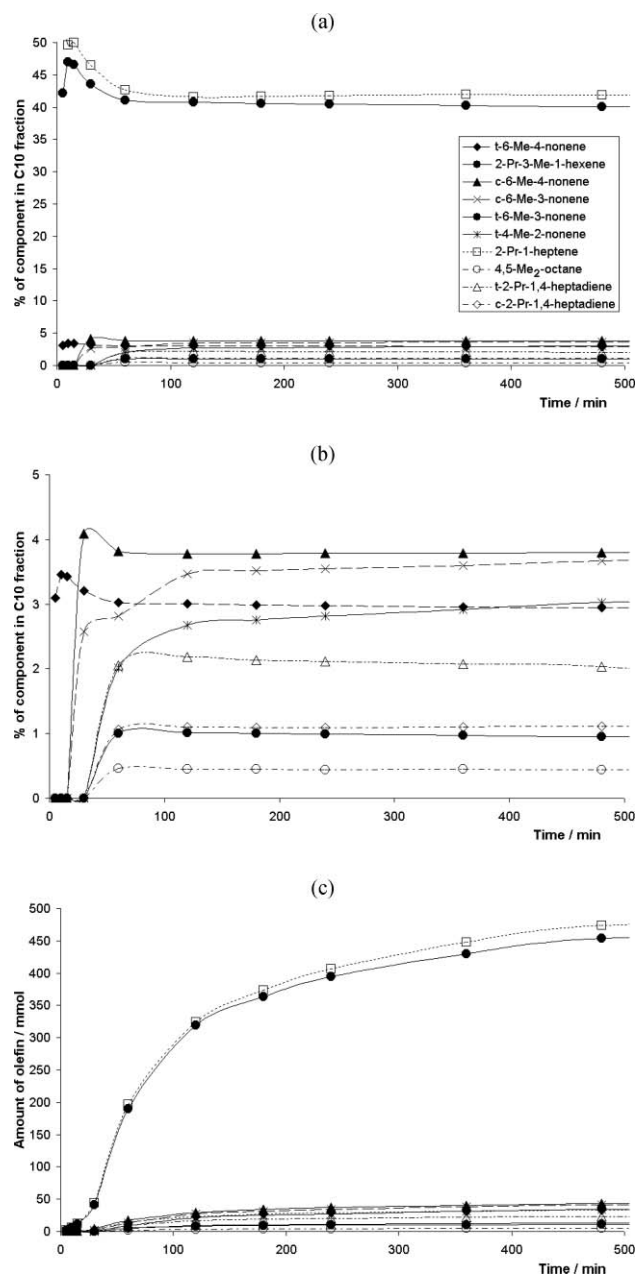 (a)
% of component in C10 fraction
50
45
40
35
30
25
20
15
10
5
0
t-6-Me-4-nonene
2-Pr-3-Me-1-hexene
c-6-Me-4-nonene
c-6-Me-3-nonene
t-6-Me-3-nonene
t-4-Me-2-nonene
2-Pr-1-heptene
4,5-Me2-octane
t-2-Pr-1,4-heptadiene
c-2-Pr-1,4-heptadiene
0 100 200 300 400 500
Time / min
(b)
% of component in C10 fraction
5
4
3
2
1
0
0 100 200 300 400 500
Time / min
(c)
Amount of olefin / mmol
500
450
400
350
300
250
200
150
100
50
0
0 100 200 300 400 500
Time / min